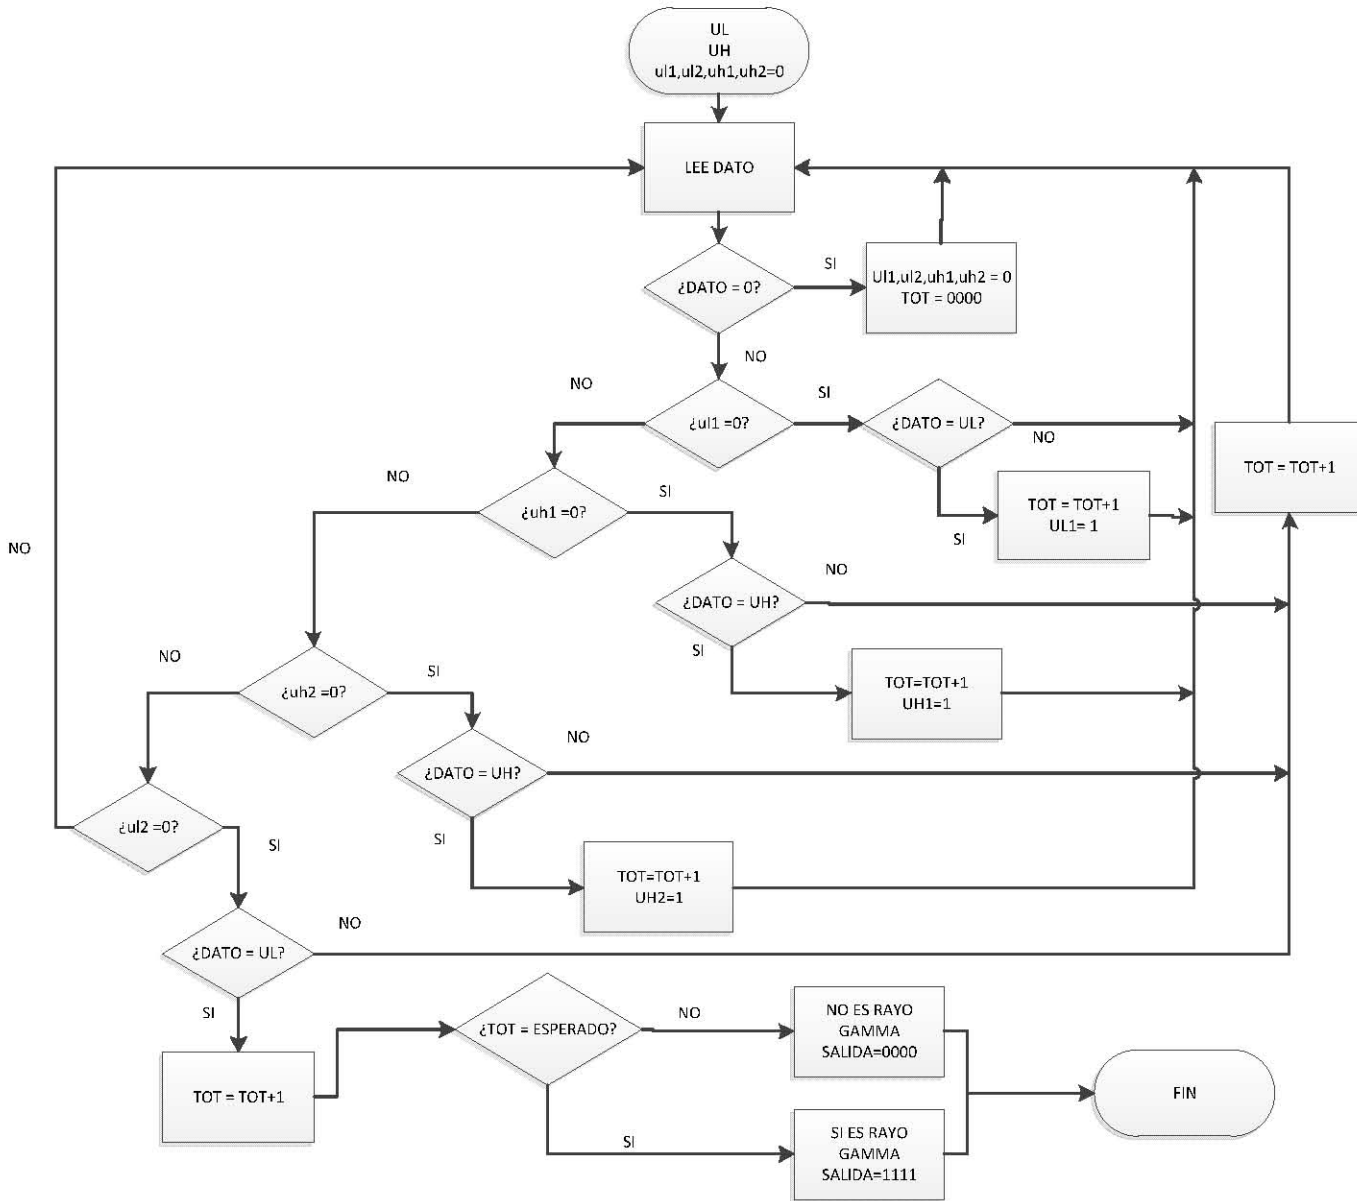 UL
UH
ul1,ul2,uh1,uh2=0
LEE DATO
¿DATO = 0?
SI
Ul1,ul2,uh1,uh2 = 0
TOT = 0000
NO
¿ul1 =0?
NO
SI
¿DATO = UL?
NO
SI
TOT = TOT+1
UL1= 1
TOT = TOT+1
¿uh1 =0?
NO
SI
¿DATO = UH?
NO
SI
TOT=TOT+1
UH1=1
¿uh2 =0?
NO
SI
¿DATO = UH?
NO
SI
TOT=TOT+1
UH2=1
¿ul2 =0?
NO
SI
¿DATO = UL?
NO
SI
TOT = TOT+1
¿TOT = ESPERADO?
NO
NO ES RAYO
GAMMA
SALIDA=0000
SI
SI ES RAYO
GAMMA
SALIDA=1111
FIN